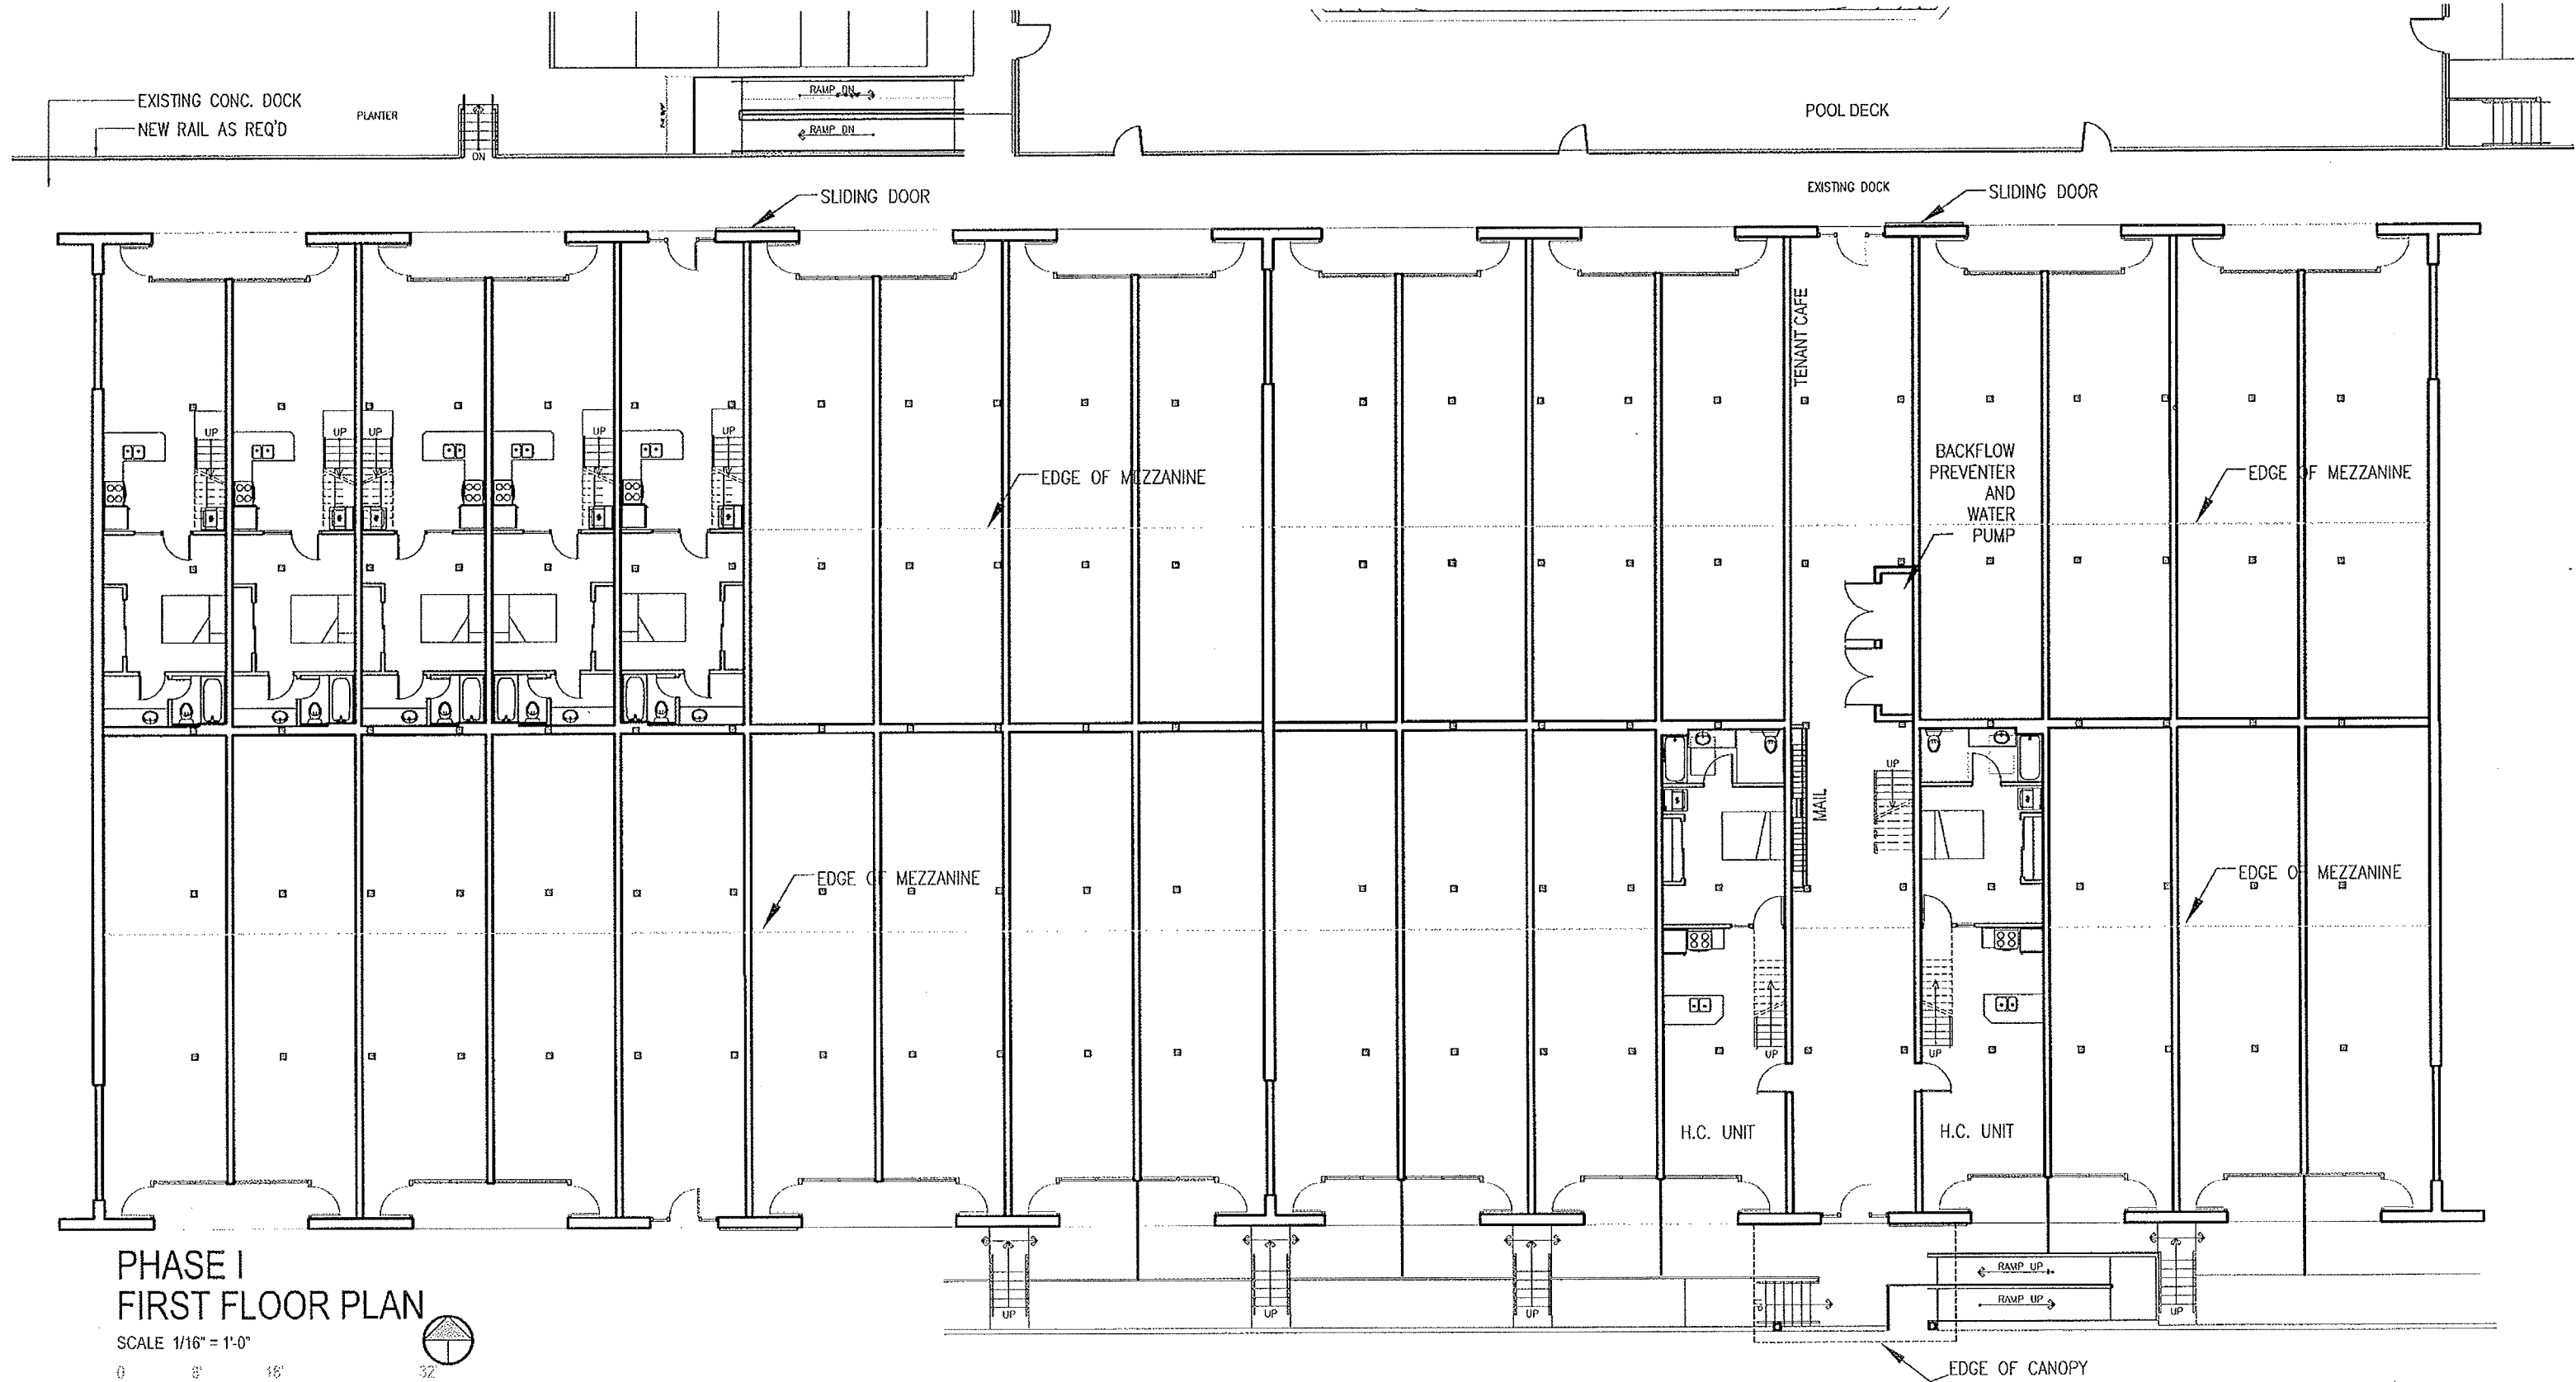 RAMP DN
EXISTING CONC. DOCK
PLANTER
NEW RAIL AS REQ'D
RAMP DN
DN
POOL DECK
SLIDING DOOR
EXISTING DOCK
SLIDING DOOR
TENANT CAFE
UP
UP
UP
UP
UP
EDGE OF MEZZANINE
BACKFLOW
PREVENTER
AND
WATER
PUMP
EDGE OF MEZZANINE
UP
MAIL
EDGE OF MEZZANINE
EDGE OF MEZZANINE
UP
UP
H.C. UNIT
H.C. UNIT
PHASE I
FIRST FLOOR PLAN
SCALE 1/16" = 1'-0"
0 8' 16' 32'
UP
UP
UP
RAMP UP
RAMP UP
UP
EDGE OF CANOPY